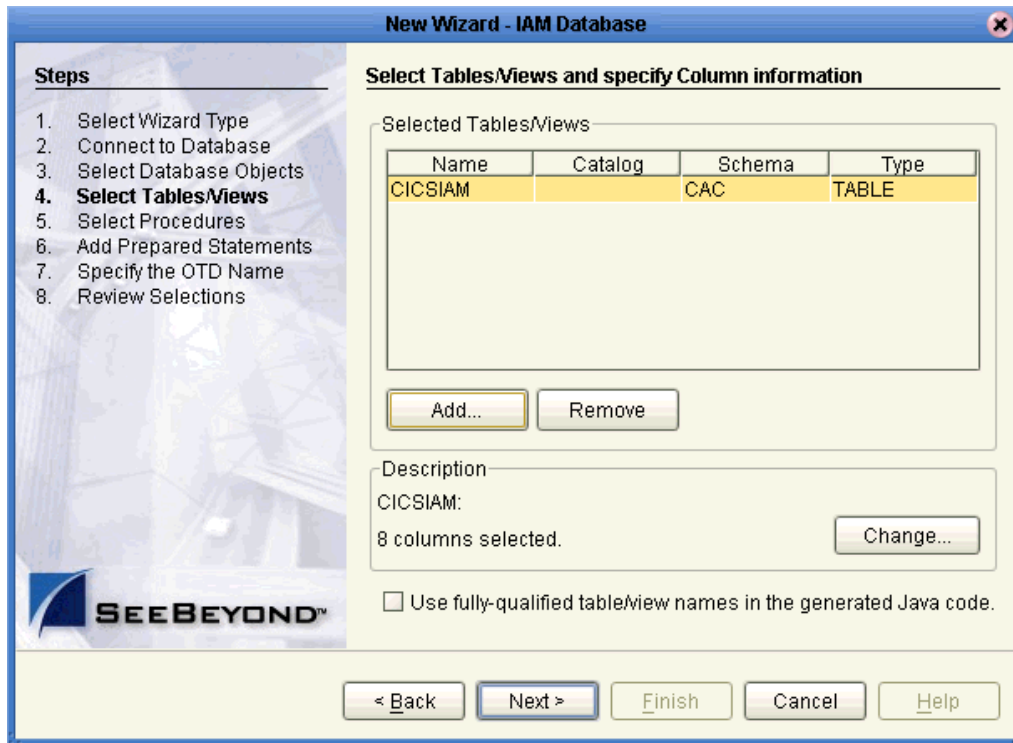 New Wizard - IAM Database
Steps
1. Select Wizard Type
2. Connect to Database
3. Select Database Objects
4. Select Tables/Views
5. Select Procedures
6. Add Prepared Statements
7. Specify the OTD Name
8. Review Selections
SEEBEYOND™
Select Tables/Views and specify Column information
Selected Tables/Views
Name Catalog Schema Type
CICSIAM CAC TABLE
Add... Remove
Description
CICSIAM:
8 columns selected.
Change...
Use fully-qualified table/view names in the generated Java code.
< Back Next > Finish Cancel Help